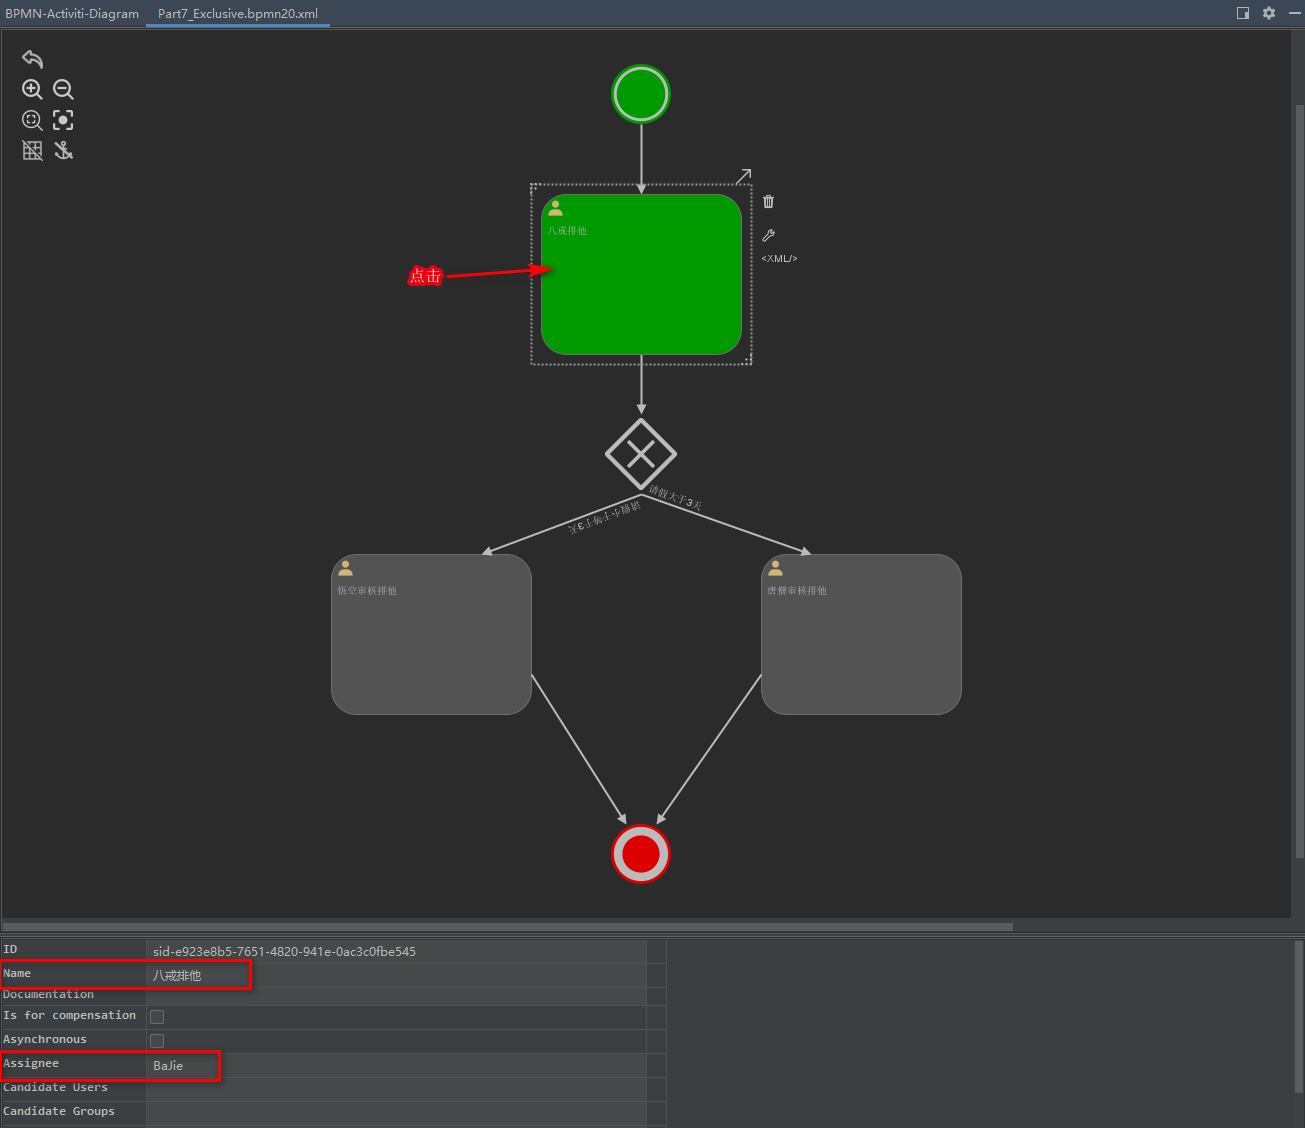 BPMN-Activiti-Diagram Part7_Exclusive.bpmn20.xml
八戒排他
<XML/>
点击
请假大于3天
请假小于等于3天
悟空审核排他
唐僧审核排他
ID sid-e923e8b5-7651-4820-941e-0ac3c0fbe545
Name 八戒排他
Documentation
Is for compensation
Asynchronous
Assignee BaJie
Candidate Users
Candidate Groups